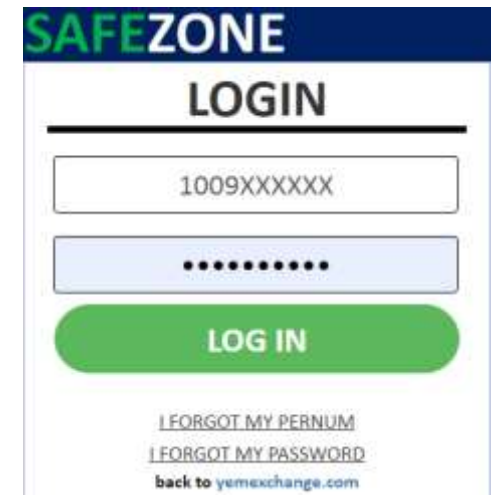 SAFEZONE
LOGIN
1009XXXXXX
••••••••••
LOG IN
I FORGOT MY PERNUM
I FORGOT MY PASSWORD
back to yemexchange.com